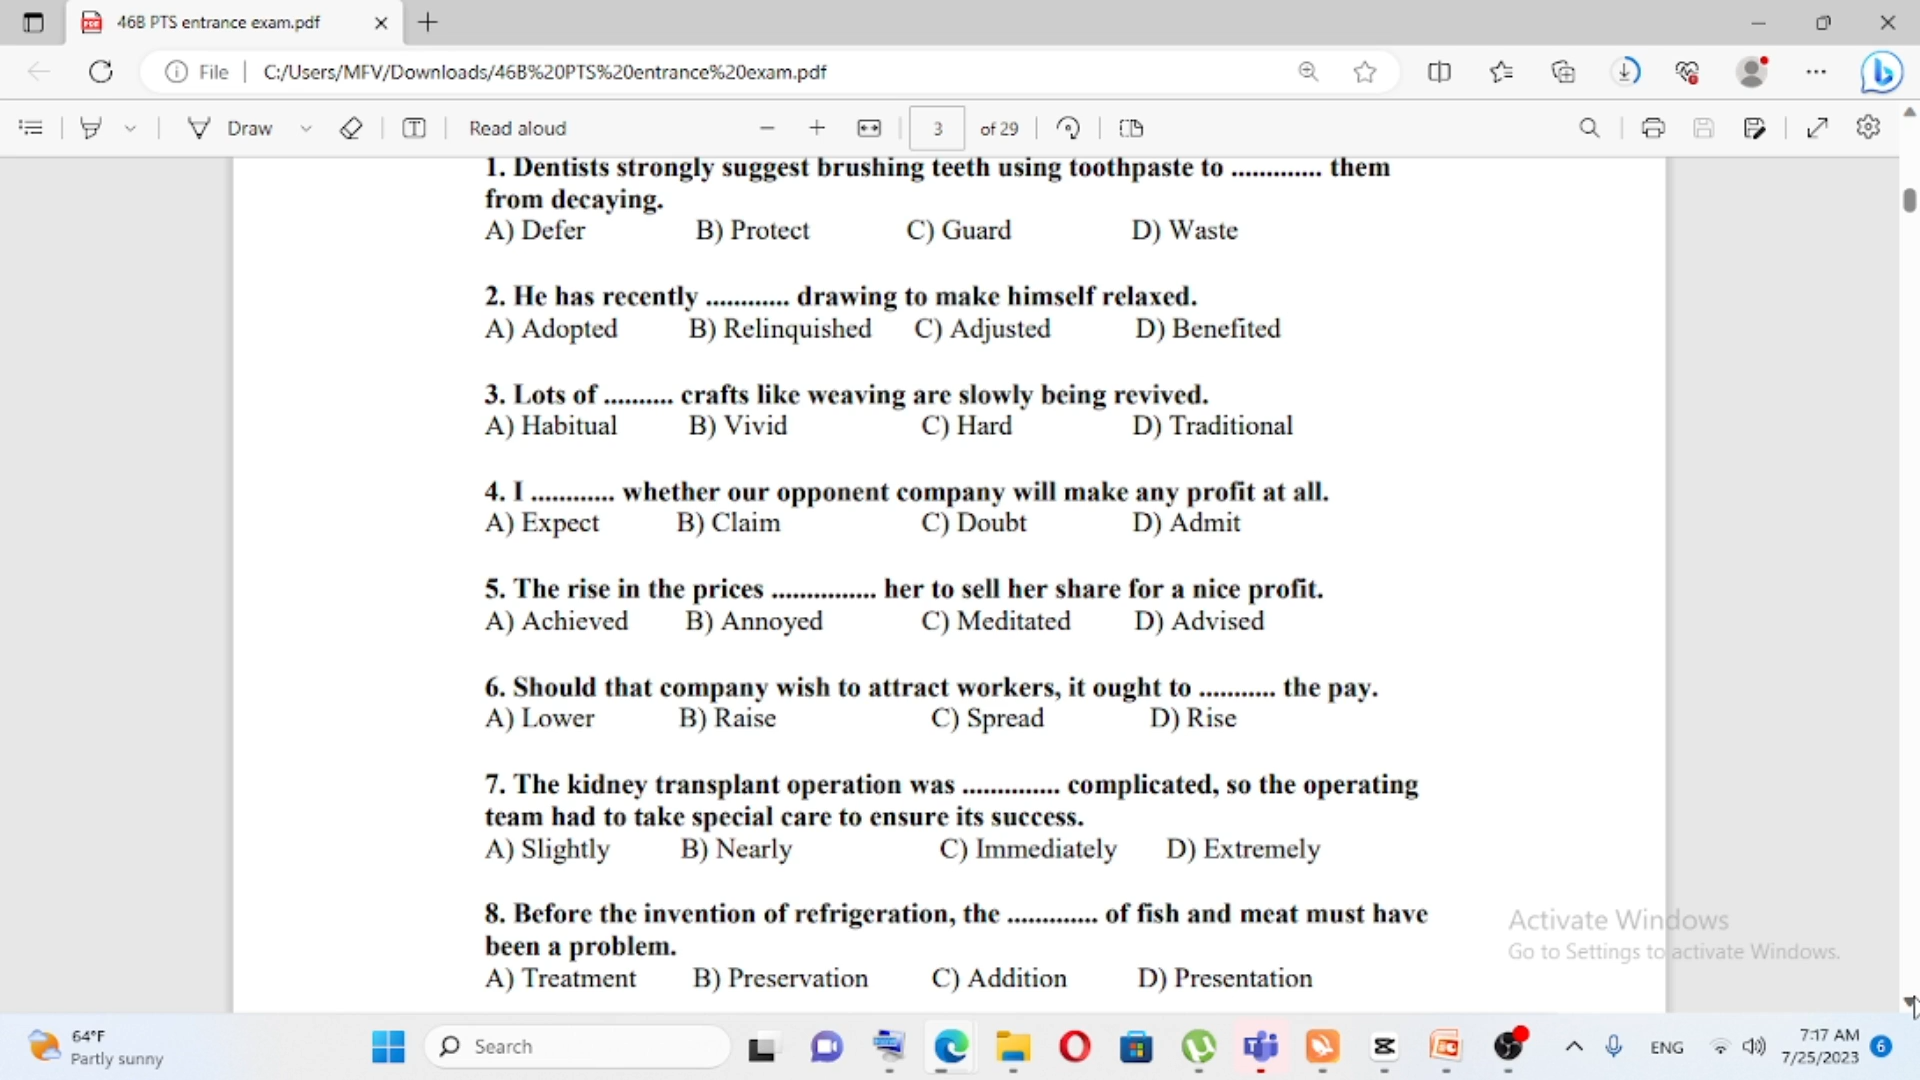 46B PTS entrance exam.pdf
File
C:/Users/MFV/Downloads/46B%20PTS%20entrance%20exam.pdf
Draw
Read aloud
3 of 29
1. Dentists strongly suggest brushing teeth using toothpaste to ............. them
from decaying.
A) Defer B) Protect C) Guard D) Waste
2. He has recently ............ drawing to make himself relaxed.
A) Adopted B) Relinquished C) Adjusted D) Benefited
3. Lots of .......... crafts like weaving are slowly being revived.
A) Habitual B) Vivid C) Hard D) Traditional
4. I ............ whether our opponent company will make any profit at all.
A) Expect B) Claim C) Doubt D) Admit
5. The rise in the prices ............... her to sell her share for a nice profit.
A) Achieved B) Annoyed C) Meditated D) Advised
6. Should that company wish to attract workers, it ought to ........... the pay.
A) Lower B) Raise C) Spread D) Rise
7. The kidney transplant operation was .............. complicated, so the operating
team had to take special care to ensure its success.
A) Slightly B) Nearly C) Immediately D) Extremely
8. Before the invention of refrigeration, the ............. of fish and meat must have
been a problem.
A) Treatment B) Preservation C) Addition D) Presentation
Activate Windows
Go to Settings to activate Windows.
64°F
Partly sunny
Search
ENG
7:17 AM
7/25/2023
6